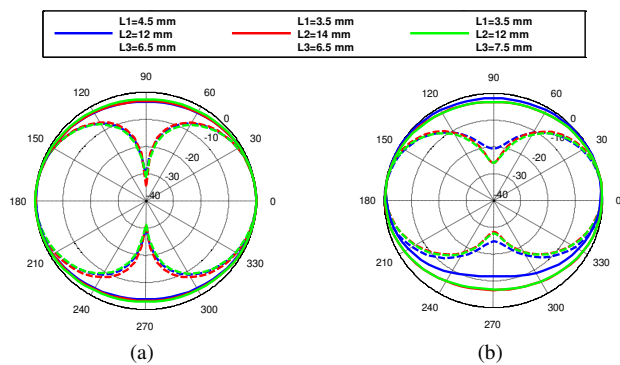 L1=4.5 mm L1=3.5 mm L1=3.5 mm
L2=12 mm L2=14 mm L2=12 mm
L3=6.5 mm L3=6.5 mm L3=7.5 mm
90 90
120 60 120 60
0 0
150 -10 30 150 -10 30
-20 -20
-30 -30
-40 -40
180 0 180 0
210 330 210 330
240 300 240 300
270 270
(a) (b)